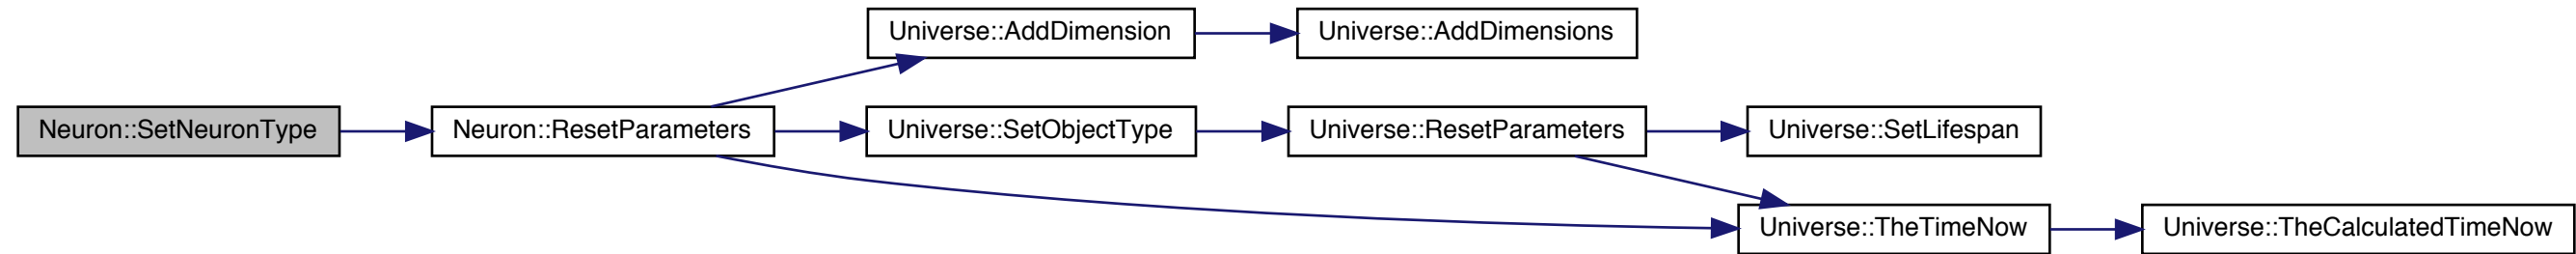 Universe::AddDimension
Universe::AddDimensions
Neuron::SetNeuronType
Neuron::ResetParameters
Universe::SetObjectType
Universe::ResetParameters
Universe::SetLifespan
Universe::TheTimeNow
Universe::TheCalculatedTimeNow